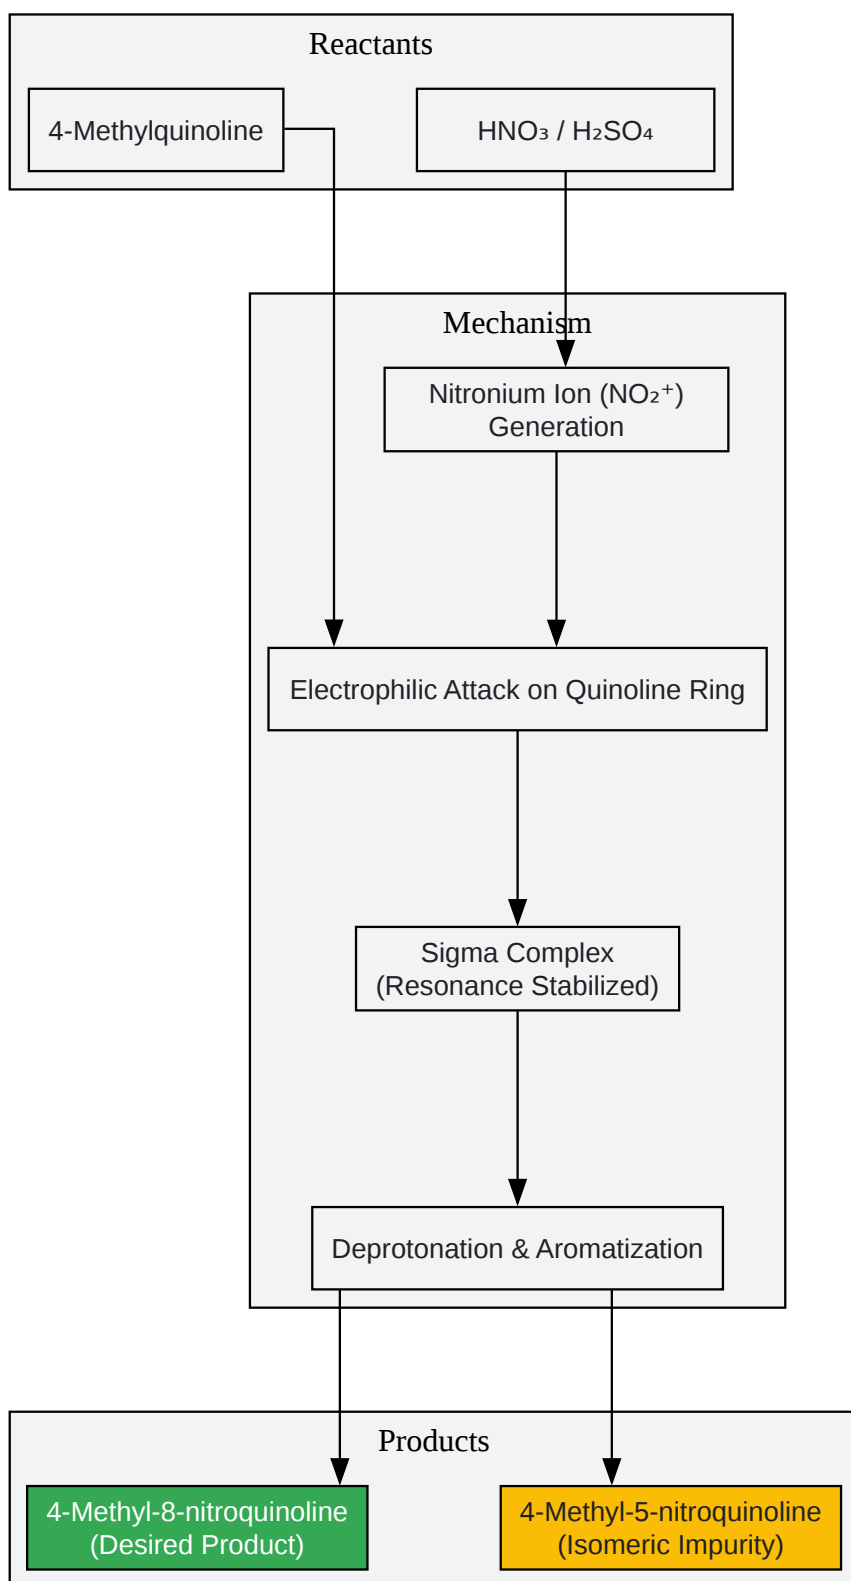 Reactants
4-Methylquinoline
HNO₃ / H₂SO₄
Mechanism
Nitronium Ion (NO₂⁺)
Generation
Electrophilic Attack on Quinoline Ring
Sigma Complex
(Resonance Stabilized)
Deprotonation & Aromatization
Products
4-Methyl-8-nitroquinoline
(Desired Product)
4-Methyl-5-nitroquinoline
(Isomeric Impurity)